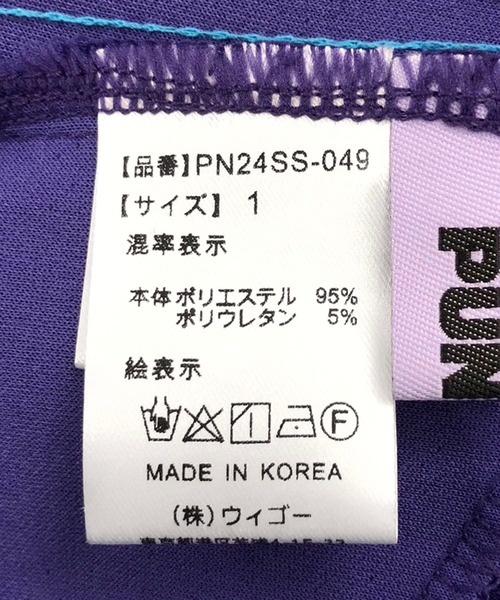 【品番】PN24SS-049
【サイズ】 1
混率表示
本体 ポリエステル 95%
ポリウレタン 5%
絵表示
F
MADE IN KOREA
(株)ウィゴー
PUN